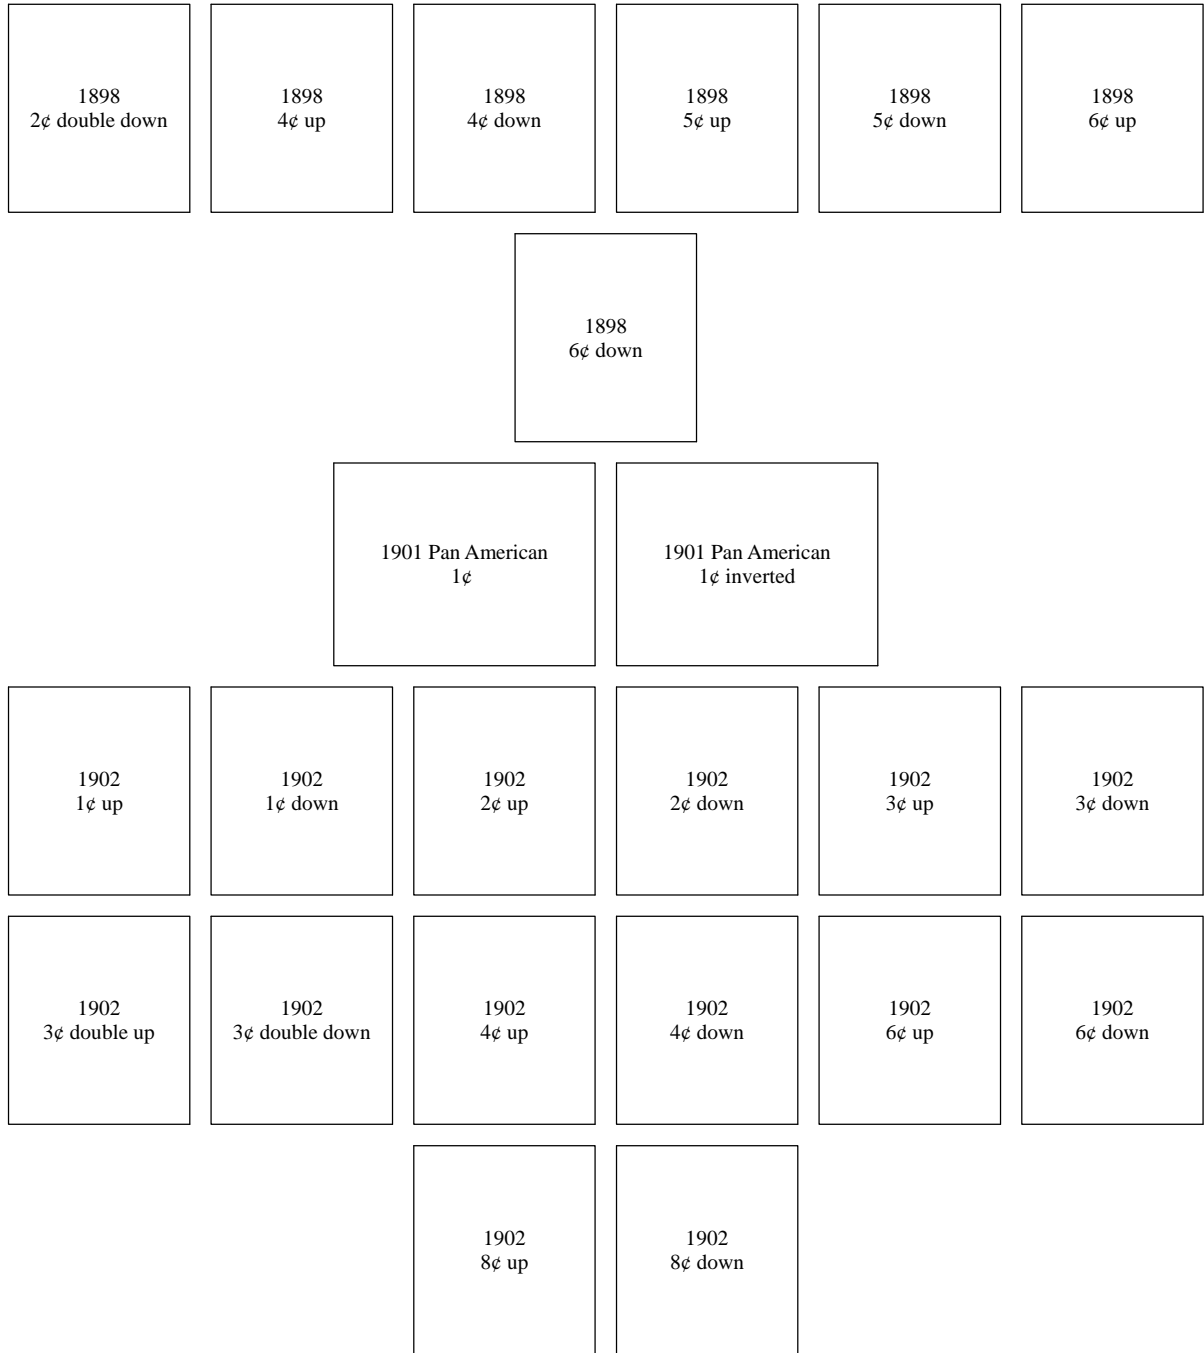 1898
2¢ double down
1898
4¢ up
1898
4¢ down
1898
5¢ up
1898
5¢ down
1898
6¢ up
1898
6¢ down
1901 Pan American
1¢
1901 Pan American
1¢ inverted
1902
1¢ up
1902
1¢ down
1902
2¢ up
1902
2¢ down
1902
3¢ up
1902
3¢ down
1902
3¢ double up
1902
3¢ double down
1902
4¢ up
1902
4¢ down
1902
6¢ up
1902
6¢ down
1902
8¢ up
1902
8¢ down